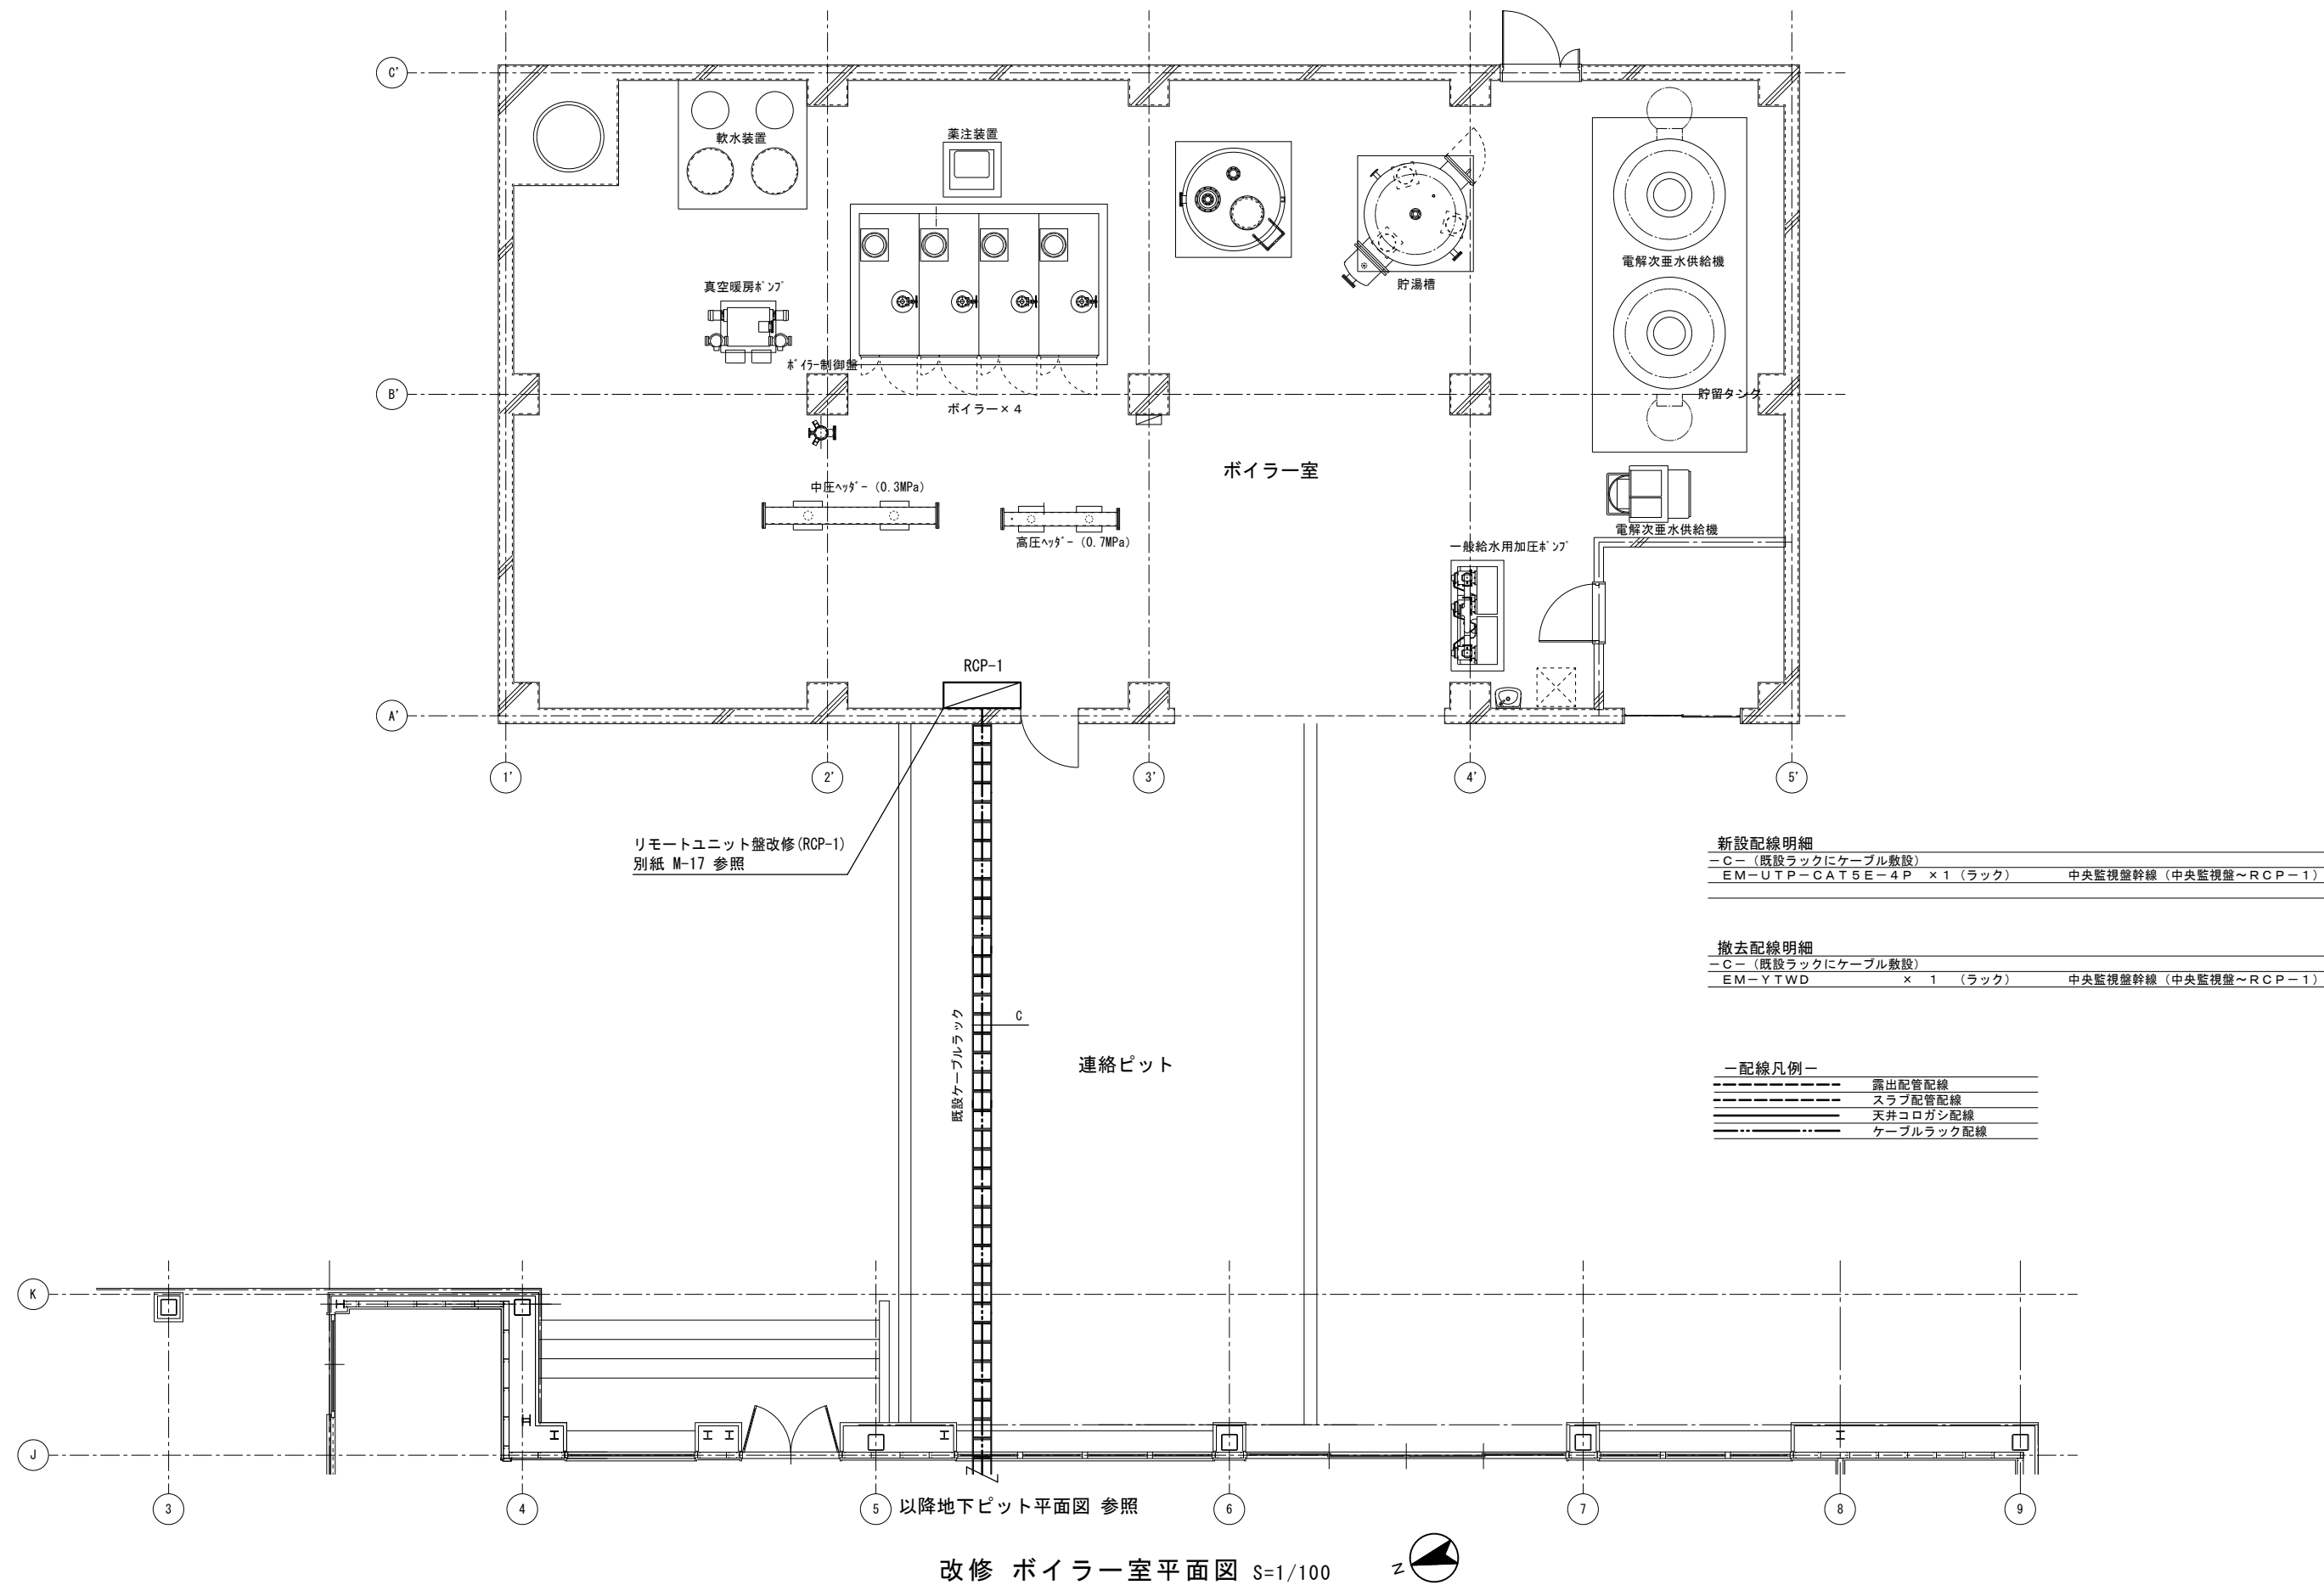 C'
軟水装置
薬注装置
電解次亜水供給機
貯湯槽
真空暖房ﾎﾟﾝﾌﾟ
ﾎﾞｲﾗｰ制御盤
B'
貯留タンク
ボイラー×４
ボイラー室
中圧ﾍｯﾀﾞｰ (0.3MPa)
電解次亜水供給機
高圧ﾍｯﾀﾞｰ (0.7MPa)
一般給水用加圧ﾎﾟﾝﾌﾟ
RCP-1
A'
1'
2'
3'
4'
5'
リモートユニット盤改修(RCP-1)
別紙 M-17 参照
新設配線明細
－Ｃ－（既設ラックにケーブル敷設）
ＥＭ－ＵＴＰ－ＣＡＴ５Ｅ－４Ｐ　×１（ラック）　中央監視盤幹線（中央監視盤～ＲＣＰ－１）
撤去配線明細
－Ｃ－（既設ラックにケーブル敷設）
ＥＭ－ＹＴＷＤ　×　１　（ラック）　中央監視盤幹線（中央監視盤～ＲＣＰ－１）
既設ケーブルラック
C
連絡ピット
－配線凡例－
露出配管配線
スラブ配管配線
天井コロガシ配線
ケーブルラック配線
K
J
3
4
5
以降地下ピット平面図 参照
6
7
8
9
改修 ボイラー室平面図 S=1/100
N